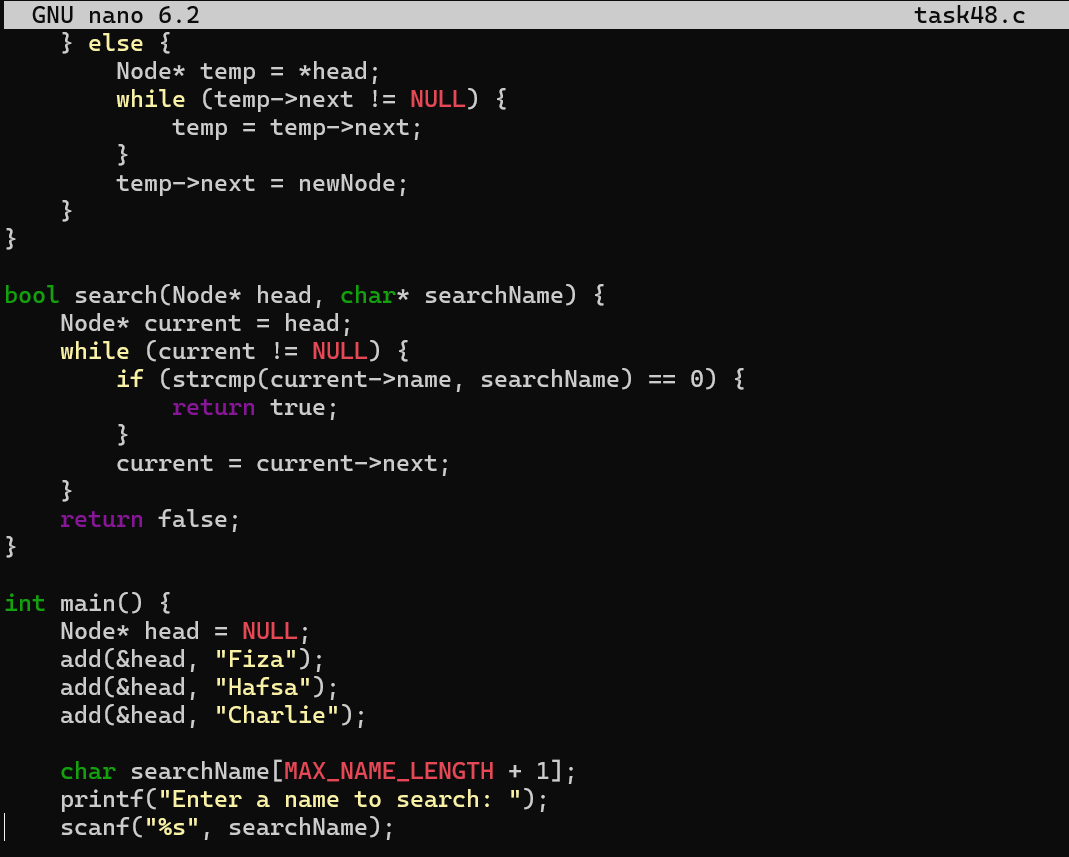 GNU nano 6.2 task48.c
    } else {
        Node* temp = *head;
        while (temp->next != NULL) {
            temp = temp->next;
        }
        temp->next = newNode;
    }
}

bool search(Node* head, char* searchName) {
    Node* current = head;
    while (current != NULL) {
        if (strcmp(current->name, searchName) == 0) {
            return true;
        }
        current = current->next;
    }
    return false;
}

int main() {
    Node* head = NULL;
    add(&head, "Fiza");
    add(&head, "Hafsa");
    add(&head, "Charlie");

    char searchName[MAX_NAME_LENGTH + 1];
    printf("Enter a name to search: ");
    scanf("%s", searchName);